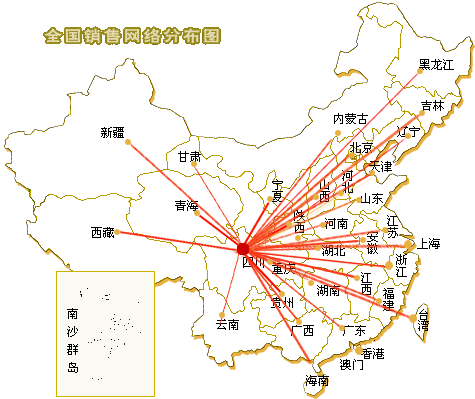 全国销售网络分布图
黑龙江
吉林
辽宁
内蒙古
北京
天津
新疆
甘肃
宁夏
山西
河北
山东
青海
陕西
河南
江苏
西藏
四川
湖北
安徽
上海
重庆
浙江
湖南
江西
贵州
福建
云南
广西
广东
台湾
香港
澳门
海南
南沙群岛